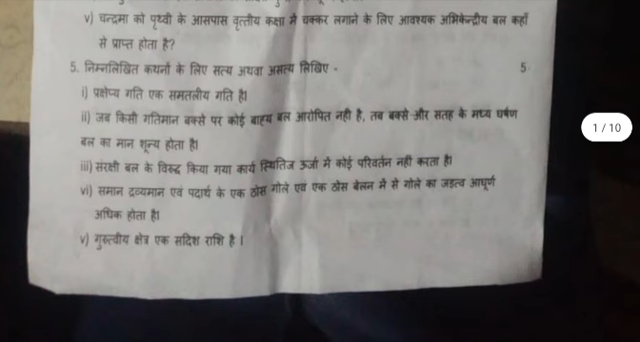 v) चन्द्रमा को पृथ्वी के आसपास वृत्तीय कक्षा में चक्कर लगाने के लिए आवश्यक अभिकेन्द्रीय बल कहाँ
से प्राप्त होता है?
5. निम्नलिखित कथनों के लिए सत्य अथवा असत्य लिखिए - 5
i) प्रक्षेप्य गति एक समतलीय गति है।
ii) जब किसी गतिमान बक्से पर कोई बाह्य बल आरोपित नही है, तब बक्से और सतह के मध्य घर्षण
बल का मान शून्य होता है।
iii) संरक्षी बल के विरुद्ध किया गया कार्य स्थितिज ऊर्जा में कोई परिवर्तन नहीं करता है।
vi) समान द्रव्यमान एवं पदार्थ के एक ठोस गोले एव एक ठोस बेलन में से गोले का जड़त्व आघूर्ण
अधिक होता है।
v) गुरुत्वीय क्षेत्र एक सदिश राशि है ।
1 / 10